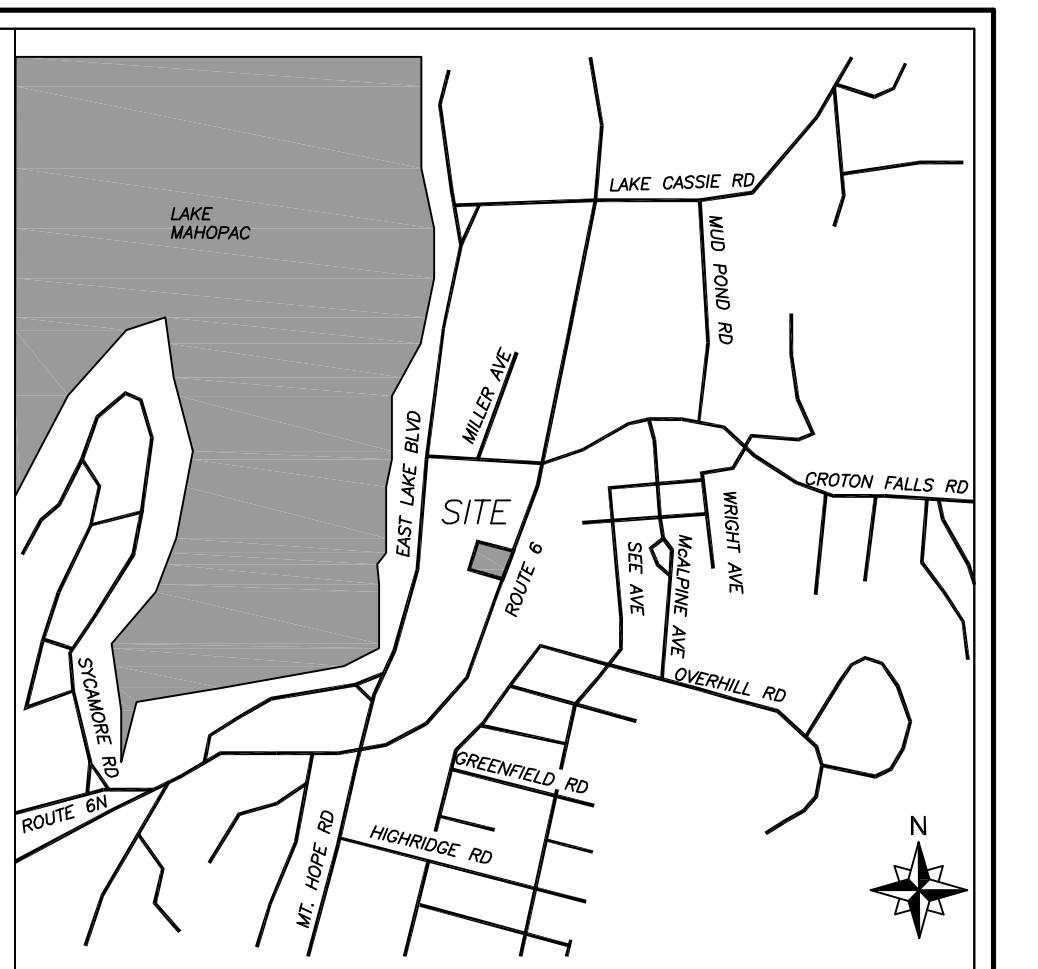 LAKE CASSIE RD
LAKE
MAHOPAC
MUD POND RD
MILLER AVE
EAST LAKE BLVD
CROTON FALLS RD
SITE
WRIGHT AVE
ROUTE 6
SEE AVE
McALPINE AVE
SYCAMORE RD
OVERHILL RD
GREENFIELD RD
ROUTE 6N
HIGHRIDGE RD
MT. HOPE RD
N